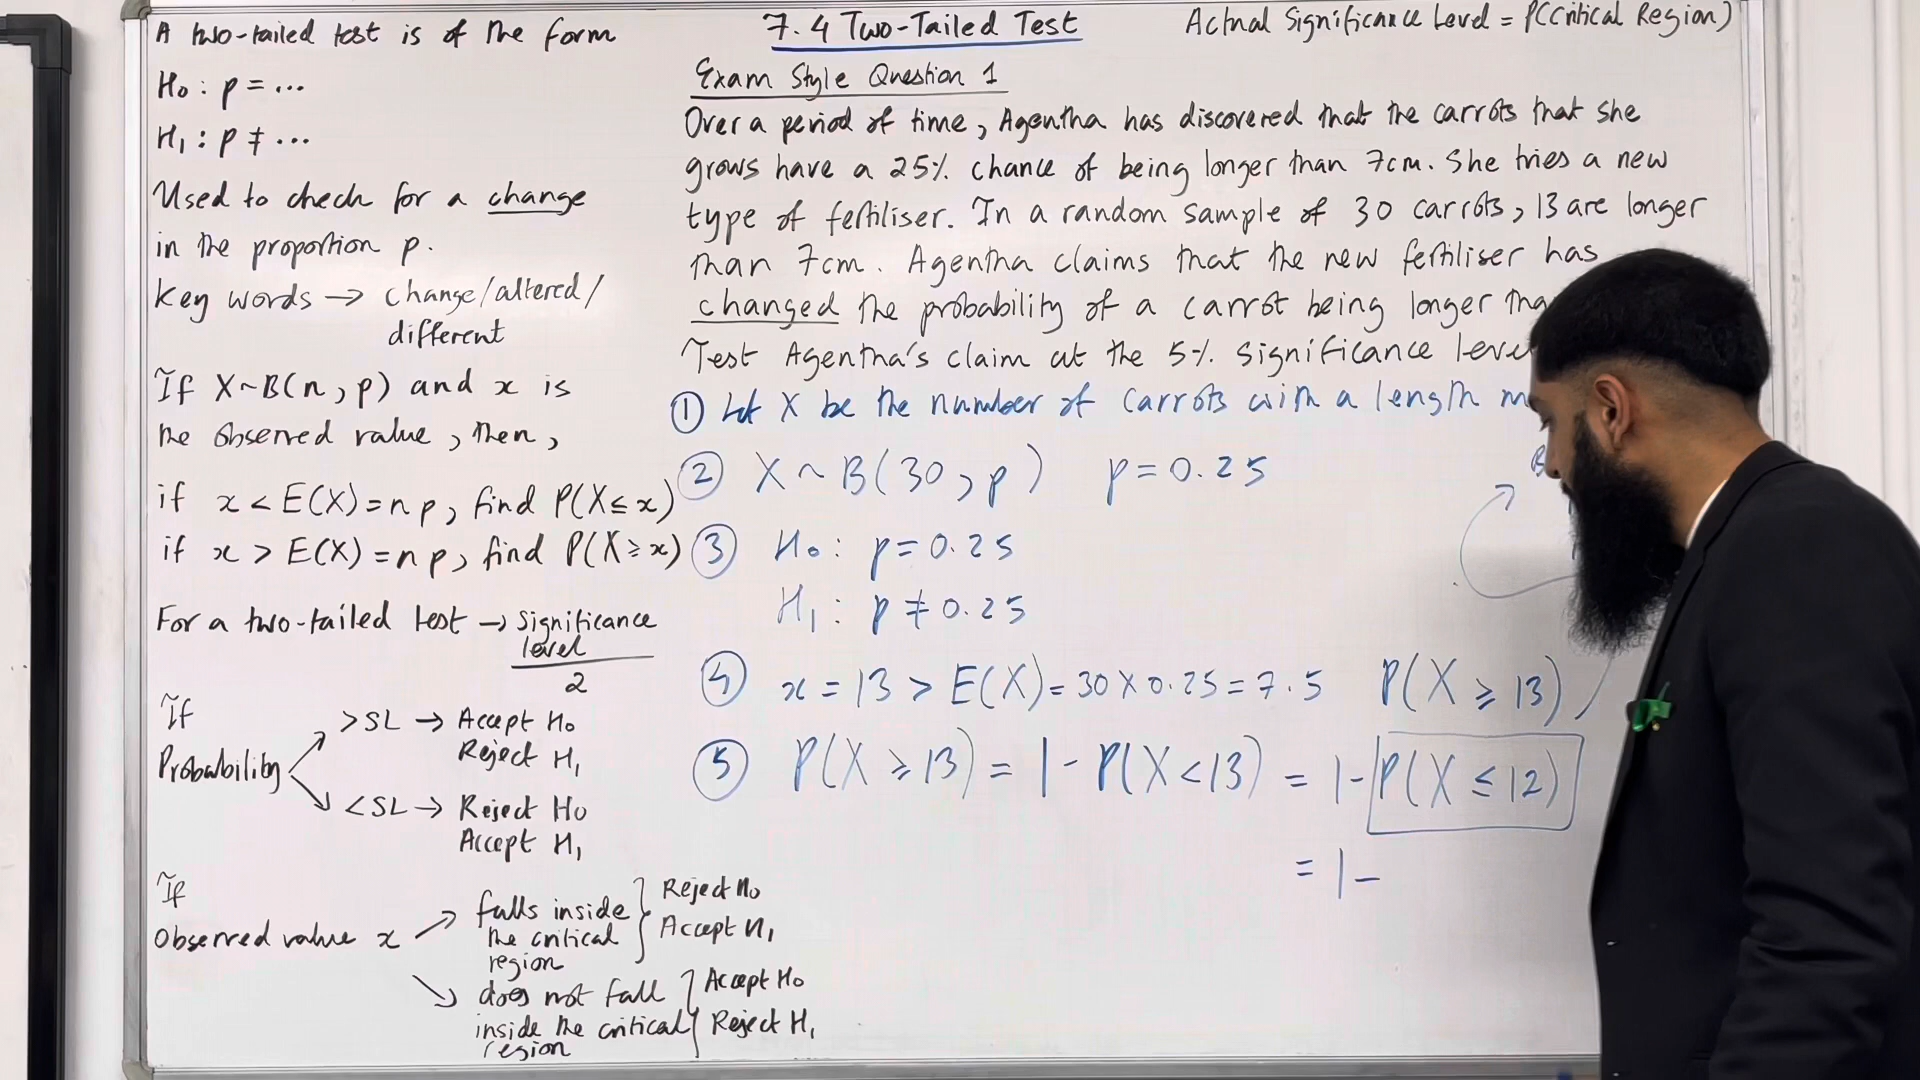 A two-tailed test is of the form
H₀ : p = ...
H₁ : p ≠ ...
Used to check for a change
in the proportion p.
Key words → change/altered/
different
If X~B(n, p) and x is
the observed value, then,
if x < E(X) = np, find P(X ≤ x)
if x > E(X) = np, find P(X ≥ x)
For a two-tailed test → Significance
level
2
If
Probability
>SL → Accept H₀
Reject H₁
<SL → Reject H₀
Accept H₁
If
Observed value x
falls inside
the critical
region
Reject H₀
Accept H₁
does not fall
inside the critical
region
Accept H₀
Reject H₁
7.4 Two-Tailed Test
Actual Significance Level = P(Critical Region)
Exam Style Question 1
Over a period of time, Agentha has discovered that the carrots that she
grows have a 25% chance of being longer than 7cm. She tries a new
type of fertiliser. In a random sample of 30 carrots, 13 are longer
than 7cm. Agentha claims that the new fertiliser has
changed the probability of a carrot being longer
Test Agentha's claim at the 5% significance
① Let X be the number of carrots with a length
② X ~ B(30, p) p = 0.25
③ H₀ : p = 0.25
H₁ : p ≠ 0.25
④ x = 13 > E(X) = 30 × 0.25 = 7.5 P(X ≥ 13)
⑤ P(X ≥ 13) = 1 - P(X < 13) = 1 - P(X ≤ 12)
= 1 -